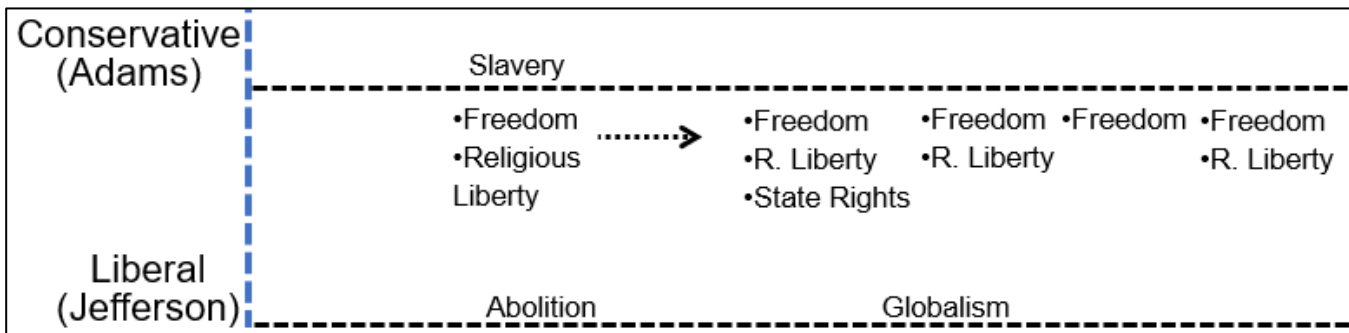 Conservative
(Adams)
Slavery
•Freedom
•Religious
Liberty
•Freedom
•R. Liberty
•State Rights
•Freedom
•R. Liberty
•Freedom
•Freedom
•R. Liberty
Liberal
(Jefferson)
Abolition
Globalism